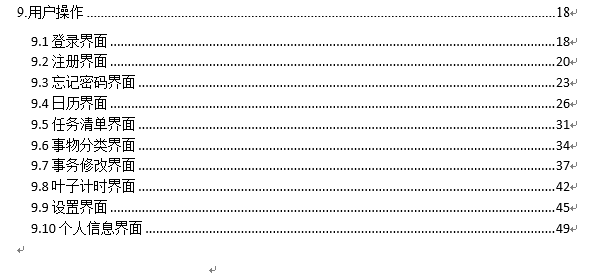 9.用户操作 ........................................ 18
9.1 登录界面 ........................................ 18
9.2 注册界面 ........................................ 20
9.3 忘记密码界面 ........................................ 23
9.4 日历界面 ........................................ 26
9.5 任务清单界面 ........................................ 31
9.6 事物分类界面 ........................................ 34
9.7 事务修改界面 ........................................ 37
9.8 叶子计时界面 ........................................ 42
9.9 设置界面 ........................................ 45
9.10 个人信息界面 ........................................ 49